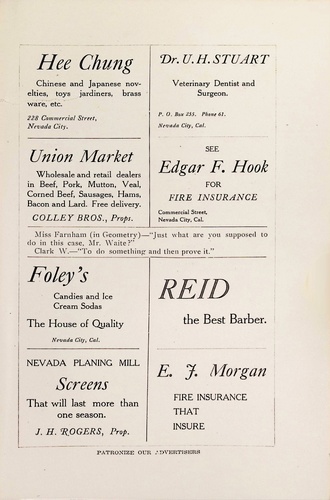 Hee Chung
Chinese and Japanese nov-
elties, toys jardiners, brass
ware, etc.
228 Commercial Street,
Nevada City.
Dr. U. H. STUART
Veterinary Dentist and
Surgeon.
P. O. Box 255. Phone 65.
Nevada City, Cal.
Union Market
Wholesale and retail dealers
in Beef, Pork, Mutton, Veal,
Corned Beef, Sausages, Hams,
Bacon and Lard. Free delivery.
COLLEY BROS., Props.
SEE
Edgar F. Hook
FOR
FIRE INSURANCE
Commercial Street,
Nevada City, Cal.
Miss Farnham (in Geometry)—"Just what are you supposed to
do in this case, Mr. Waite?"
Clark W.—"To do something and then prove it."
Foley's
Candies and Ice
Cream Sodas
The House of Quality
Nevada City, Cal.
REID
the Best Barber.
NEVADA PLANING MILL
Screens
That will last more than
one season.
J. H. ROGERS, Prop.
E. J. Morgan
FIRE INSURANCE
THAT
INSURE
PATRONIZE OUR ADVERTISERS